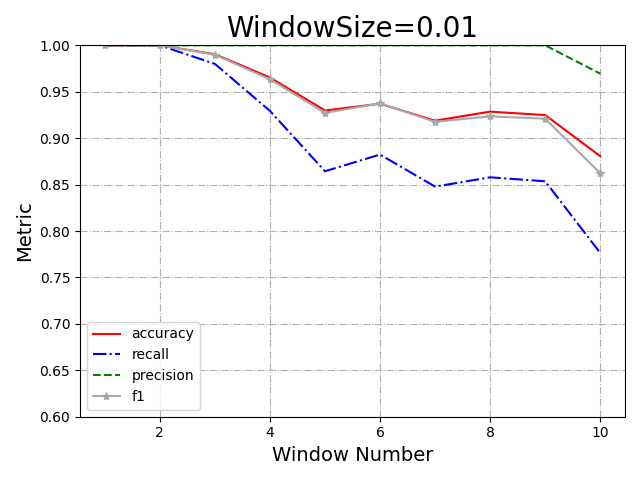 WindowSize=0.01
Metric
1.00
0.95
0.90
0.85
0.80
0.75
0.70
0.65
0.60
accuracy
recall
precision
f1
2 4 6 8 10
Window Number